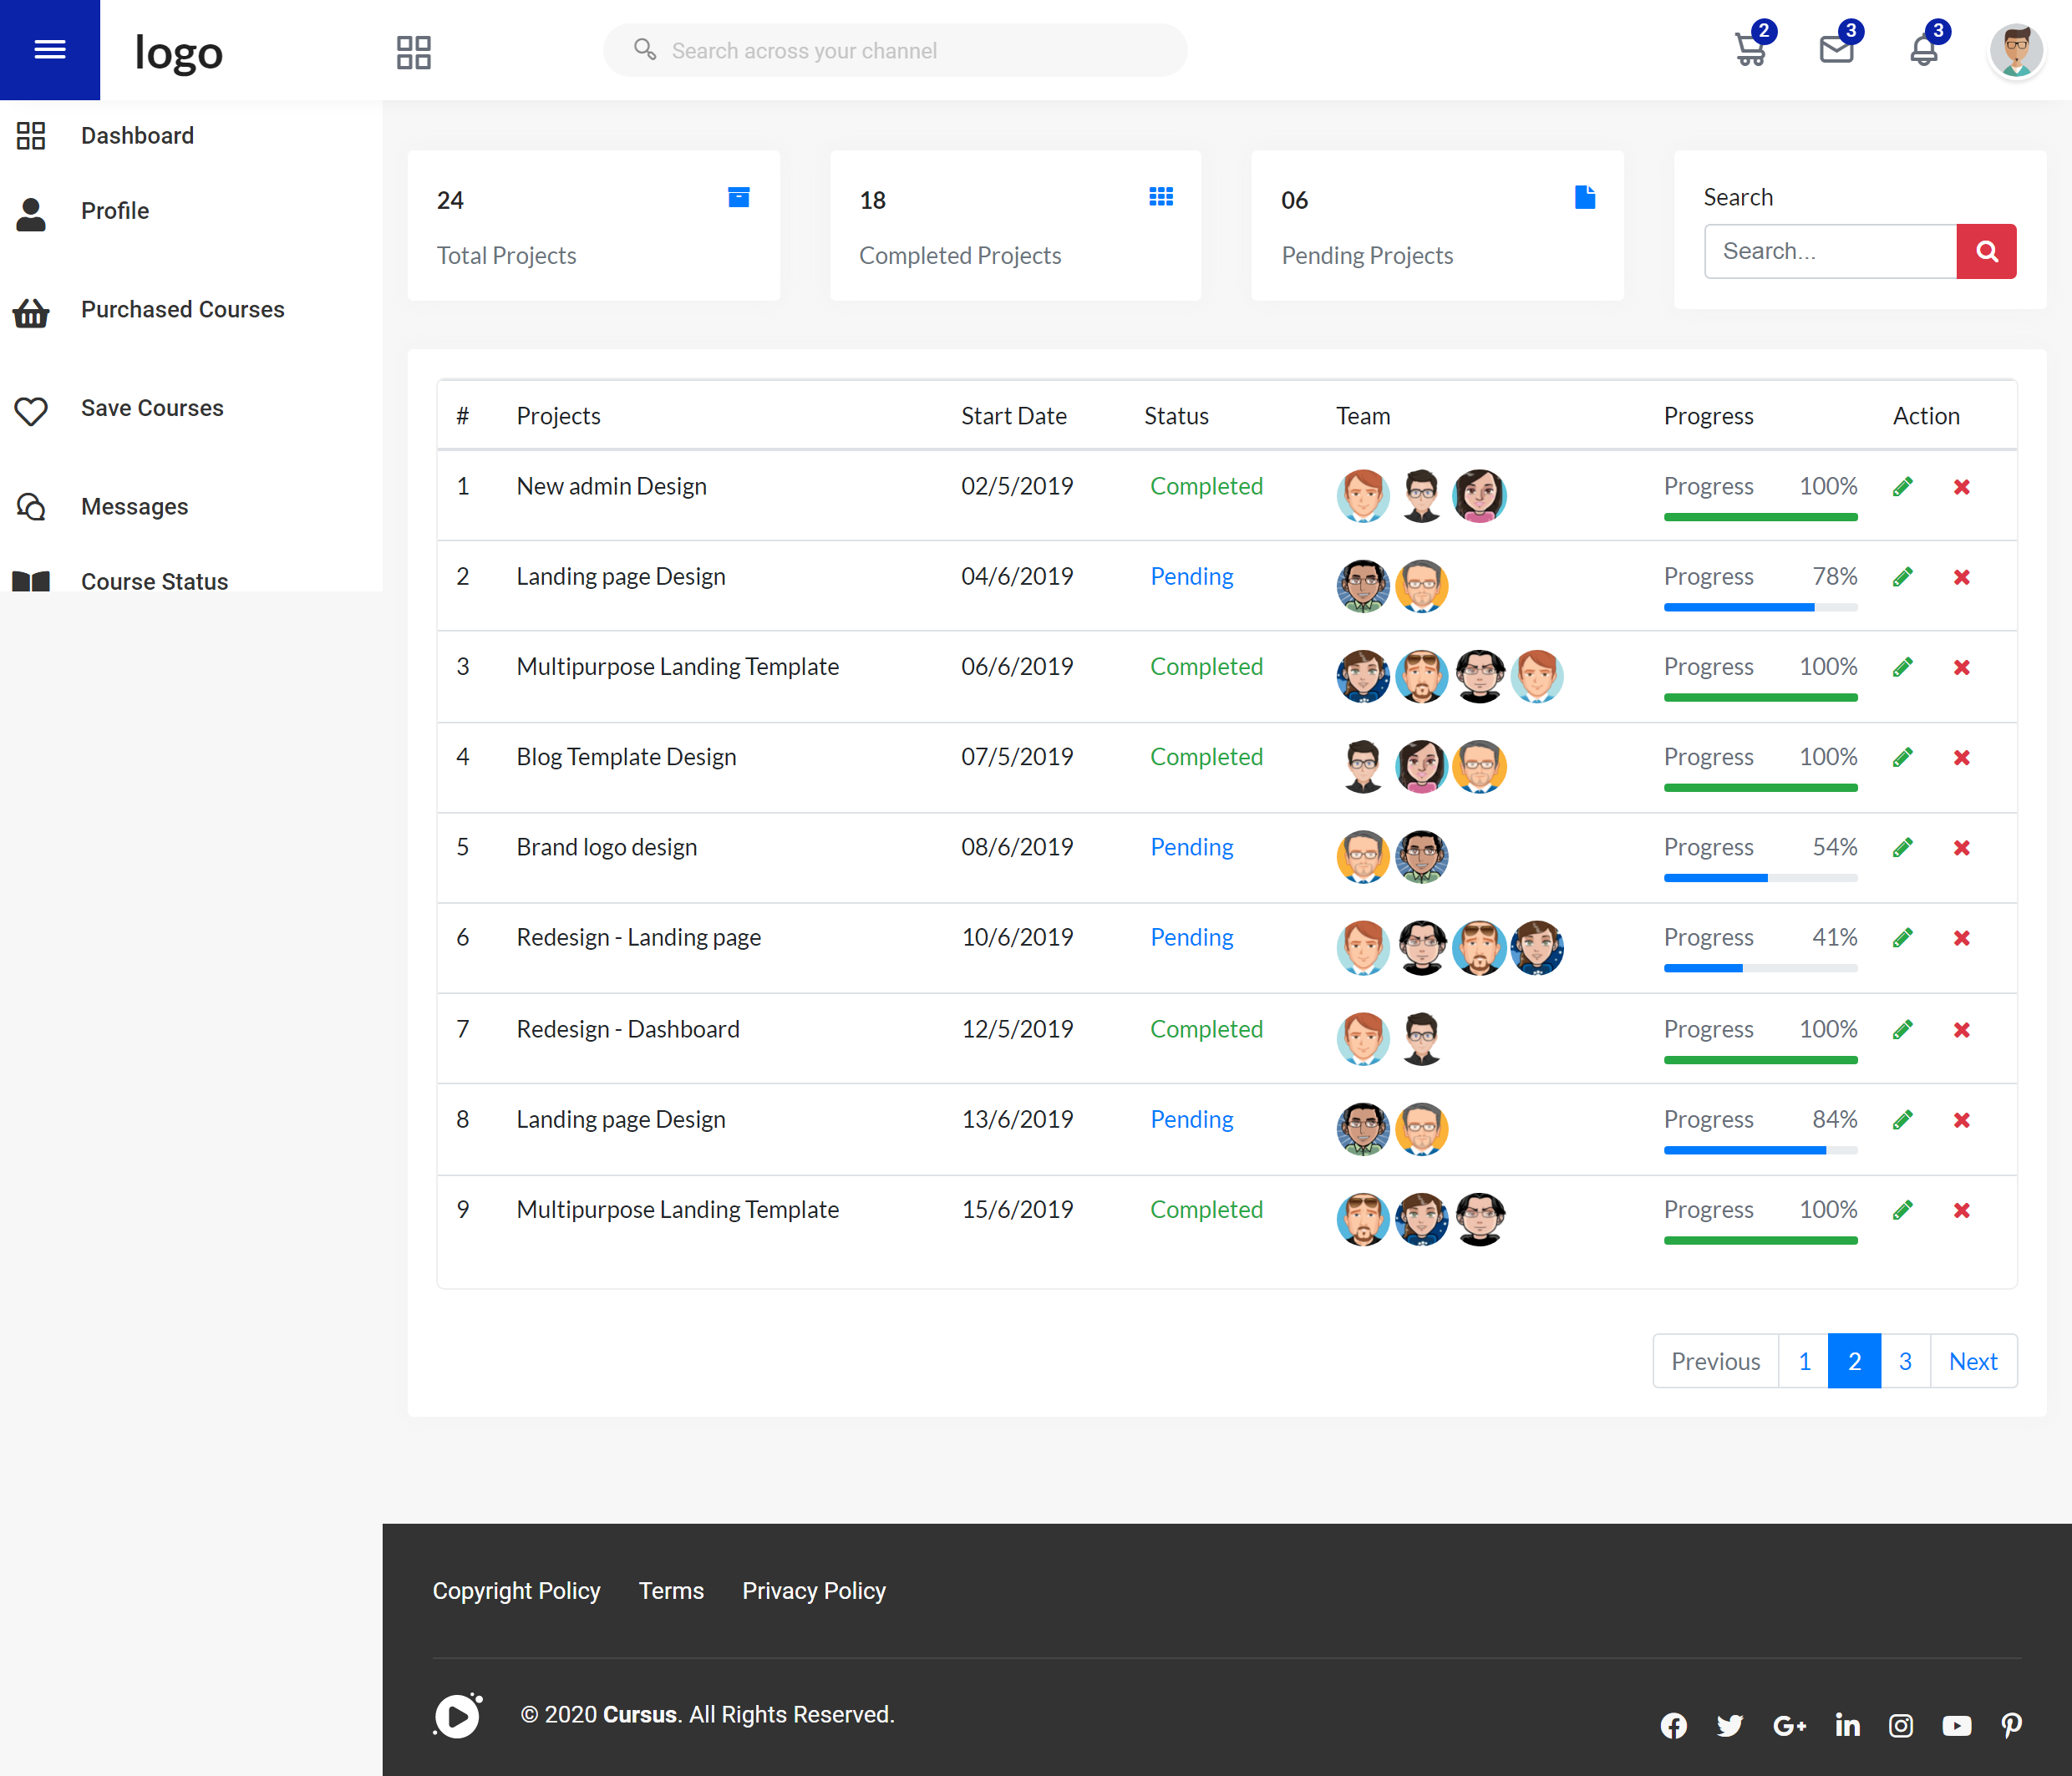 logo
Search across your channel
2
3
3
Dashboard
Profile
Purchased Courses
Save Courses
Messages
Course Status
24
Total Projects
18
Completed Projects
06
Pending Projects
Search
Search...
# Projects Start Date Status Team Progress Action
1 New admin Design 02/5/2019 Completed Progress 100%
2 Landing page Design 04/6/2019 Pending Progress 78%
3 Multipurpose Landing Template 06/6/2019 Completed Progress 100%
4 Blog Template Design 07/5/2019 Completed Progress 100%
5 Brand logo design 08/6/2019 Pending Progress 54%
6 Redesign - Landing page 10/6/2019 Pending Progress 41%
7 Redesign - Dashboard 12/5/2019 Completed Progress 100%
8 Landing page Design 13/6/2019 Pending Progress 84%
9 Multipurpose Landing Template 15/6/2019 Completed Progress 100%
Previous 1 2 3 Next
Copyright Policy Terms Privacy Policy
© 2020 Cursus. All Rights Reserved.